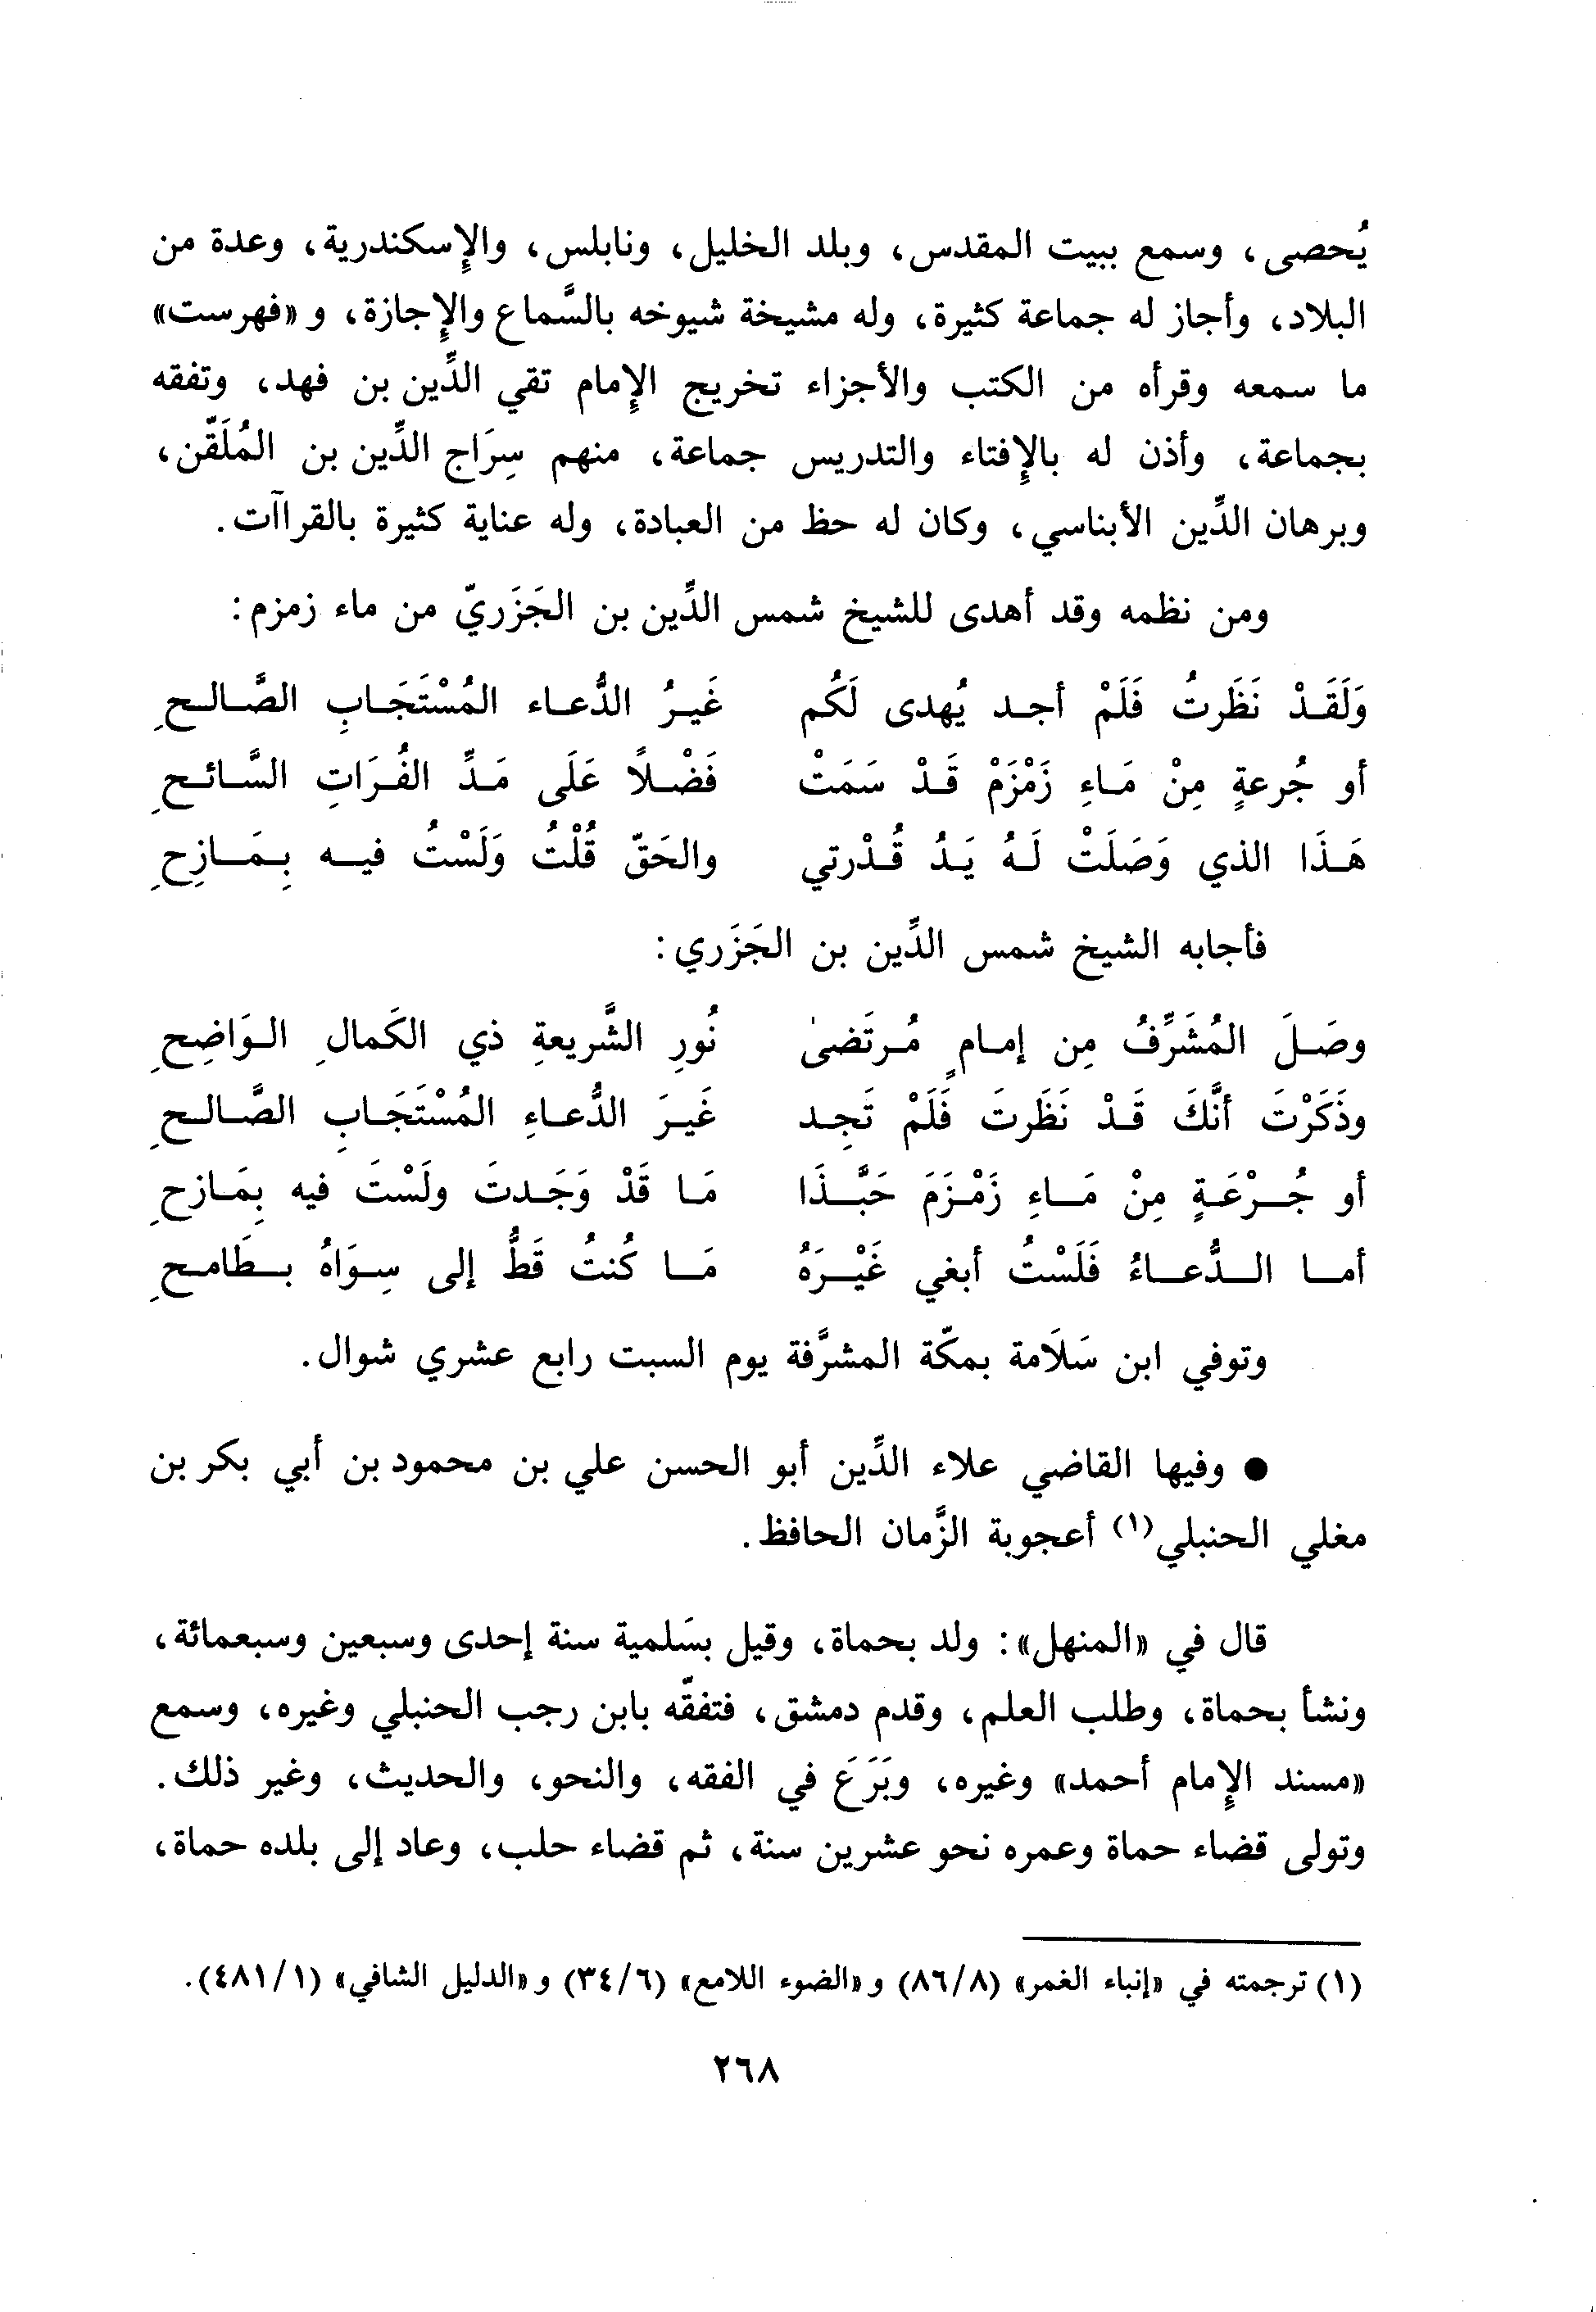 يُحصى، وسمع ببيت المقدس، وبلد الخليل، ونابلس، والإسكندرية، وعدة من
البلاد، وأجاز له جماعة كثيرة، وله مشيخة شيوخه بالسَّماع والإجازة، و «فهرست»
ما سمعه وقرأه من الكتب والأجزاء تخريج الإمام تقي الدِّين بن فهد، وتفقه
بجماعة، وأذن له بالإفتاء والتدريس جماعة، منهم سِرَاج الدِّين بن المُلَقّن،
وبرهان الدِّين الأبناسي، وكان له حظ من العبادة، وله عناية كثيرة بالقراآت.
ومن نظمه وقد أهدى للشيخ شمس الدِّين بن الجَزَريّ من ماء زمزم:
وَلَقَدْ نَظَرتُ فَلَمْ أجد يُهدى لَكُم غَيرُ الدُّعاء المُسْتَجَابِ الصَّالحِ
أو جُرعةٍ مِنْ مَاءِ زَمْزَمْ قَدْ سَمَتْ فَضْلاً عَلَى مَدِّ الفُرَاتِ السَّائحِ
هَذَا الذي وَصَلَتْ لَهُ يَدُ قُدْرتي والحَقّ قُلْتُ وَلَسْتُ فيه بِمَازِحِ
فأجابه الشيخ شمس الدِّين بن الجَزَري:
وصَلَ المُشَرِّفُ مِن إمامٍ مُرتَضىٰ نُورِ الشَّريعةِ ذي الكَمالِ الوَاضِحِ
وذَكَرْتَ أنَّكَ قَدْ نَظَرتَ فَلَمْ تَجِد غَيرَ الدُّعاءِ المُسْتَجَابِ الصَّالحِ
أو جُرْعَةٍ مِنْ مَاءِ زَمْزَمَ حَبَّذَا مَا قَدْ وَجَدتَ ولَسْتَ فيه بِمَازحِ
أما الدُّعاءُ فَلَسْتُ أبغي غَيْرَهُ مَا كُنتُ قَطُّ إلى سِوَاهُ بطَامحِ
وتوفي ابن سَلَامة بمكّة المشرَّفة يوم السبت رابع عشري شوال.
● وفيها القاضي علاء الدِّين أبو الحسن علي بن محمود بن أبي بكر بن
مغلي الحنبلي(١) أعجوبة الزَّمان الحافظ.
قال في «المنهل»: ولد بحماة، وقيل بسَلمية سنة إحدى وسبعين وسبعمائة،
ونشأ بحماة، وطلب العلم، وقدم دمشق، فتفقّه بابن رجب الحنبلي وغيره، وسمع
«مسند الإمام أحمد» وغيره، وبَرَعَ في الفقه، والنحو، والحديث، وغير ذلك.
وتولى قضاء حماة وعمره نحو عشرين سنة، ثم قضاء حلب، وعاد إلى بلده حماة،
(١) ترجمته في «إنباء الغمر» (٨٦/٨) و «الضوء اللامع» (٣٤/٦) و «الدليل الشافي» (٤٨١/١).
٢٦٨